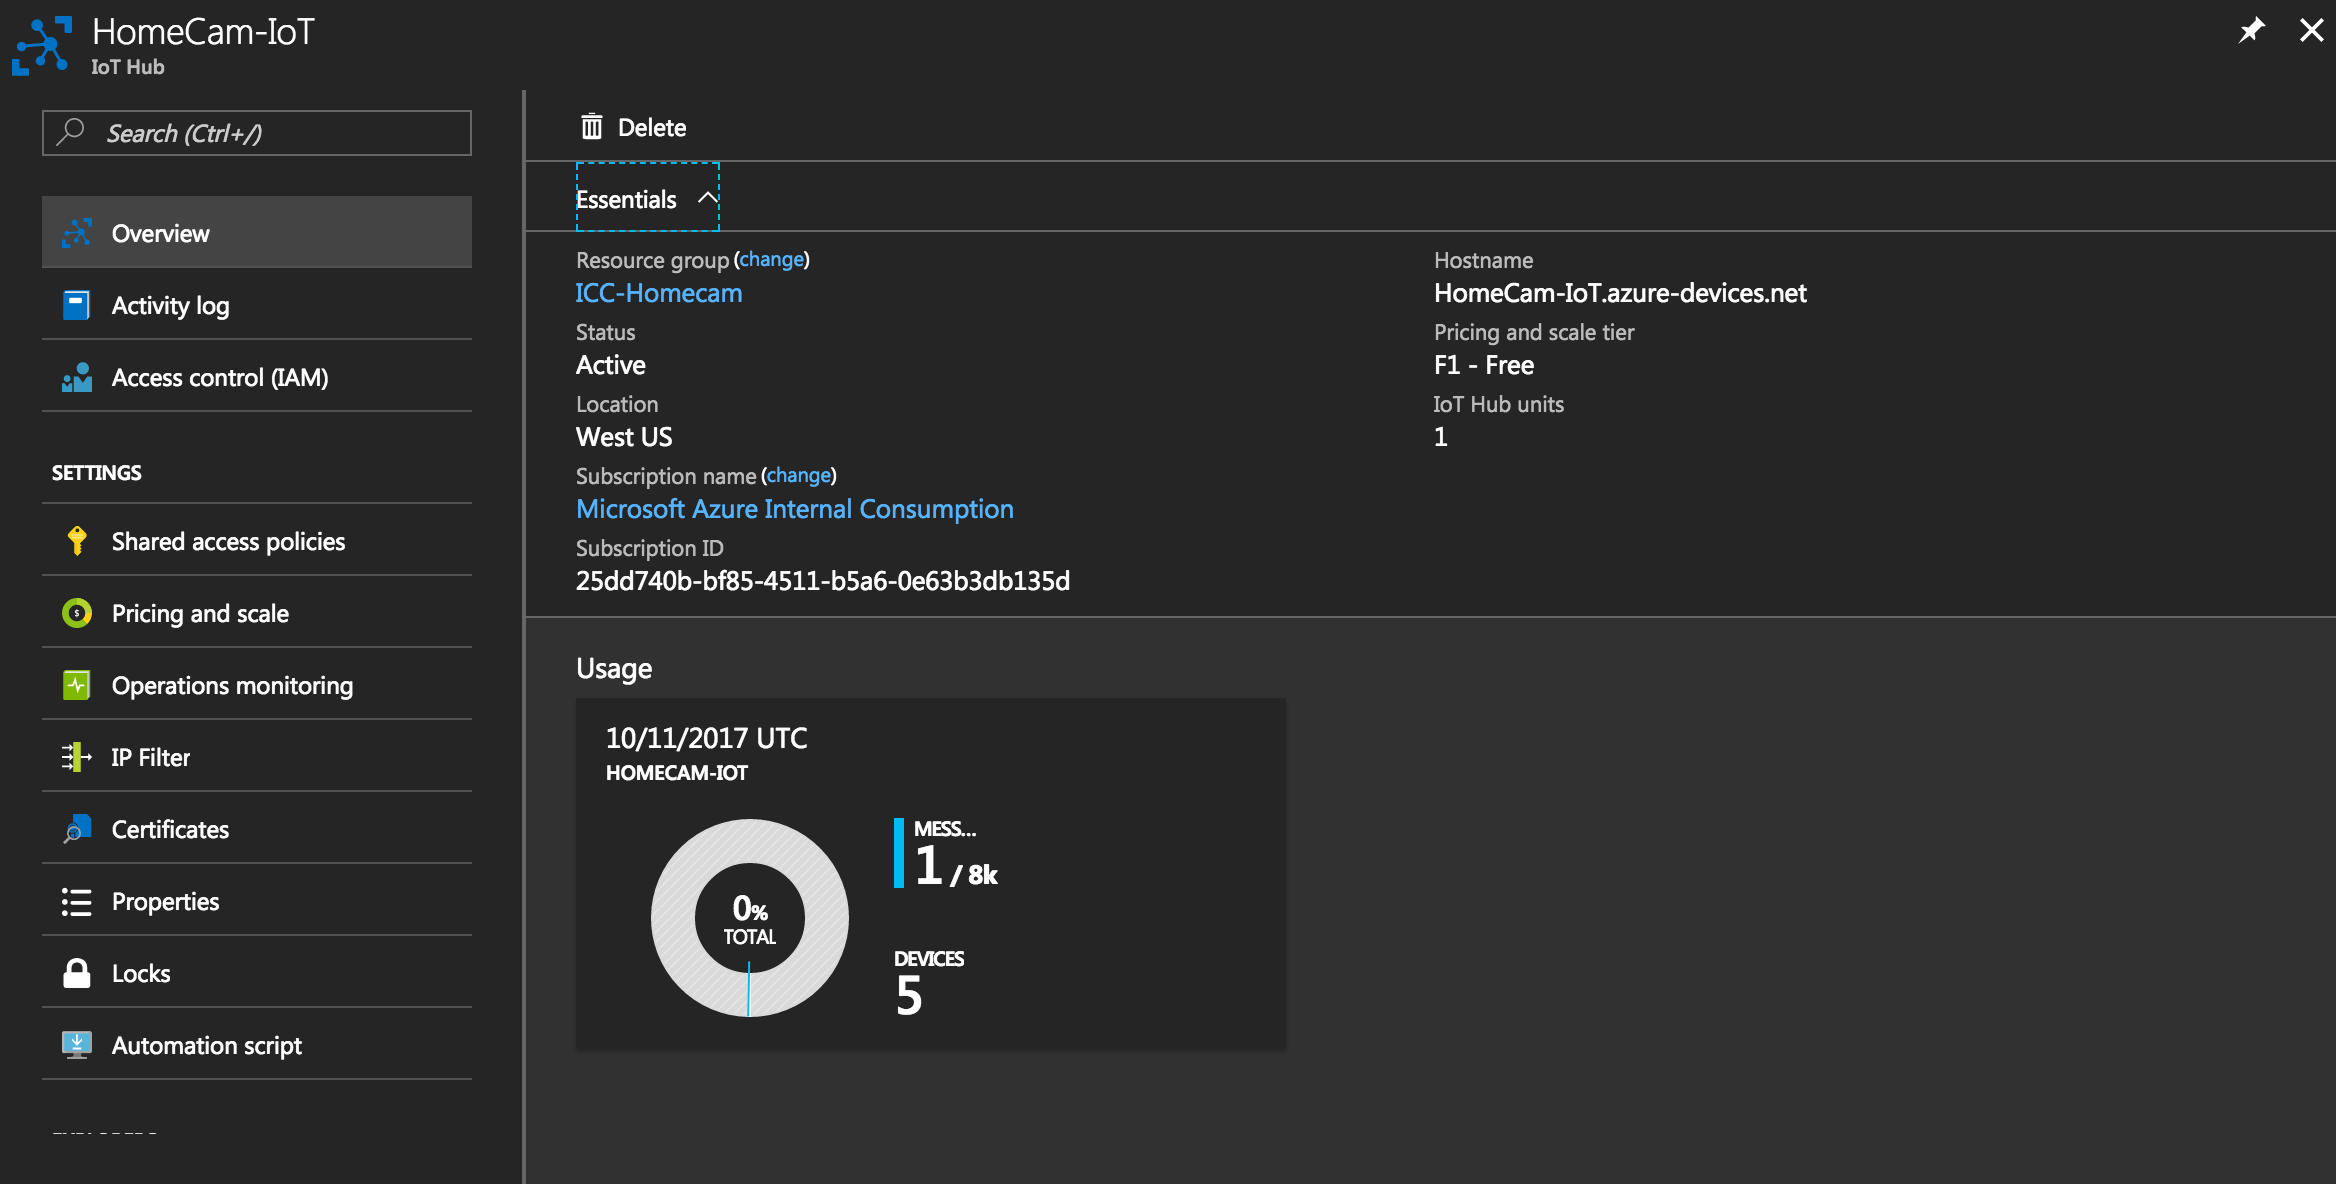 HomeCam-IoT
IoT Hub
Search (Ctrl+/)
Overview
Activity log
Access control (IAM)
SETTINGS
Shared access policies
Pricing and scale
Operations monitoring
IP Filter
Certificates
Properties
Locks
Automation script
Delete
Essentials
Resource group (change)
ICC-Homecam
Status
Active
Location
West US
Subscription name (change)
Microsoft Azure Internal Consumption
Subscription ID
25dd740b-bf85-4511-b5a6-0e63b3db135d
Hostname
HomeCam-IoT.azure-devices.net
Pricing and scale tier
F1 - Free
IoT Hub units
1
Usage
10/11/2017 UTC
HOMECAM-IOT
0%
TOTAL
MESS...
1 / 8k
DEVICES
5